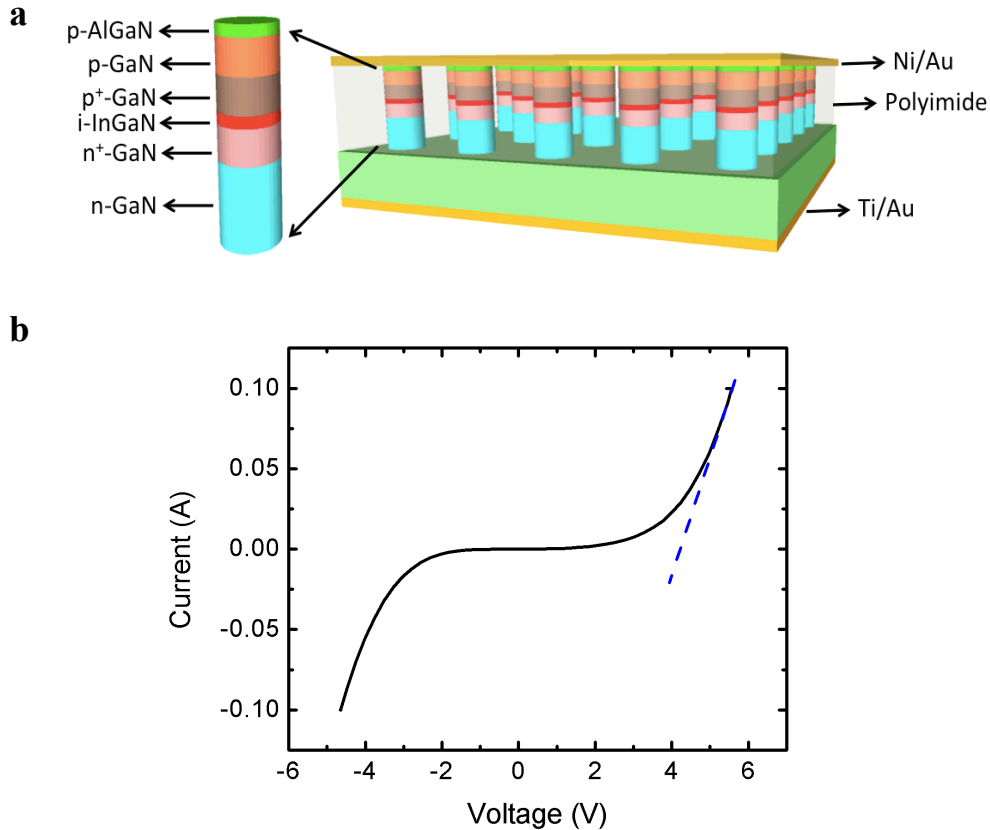 a
p-AlGaN
p-GaN
p⁺-GaN
i-InGaN
n⁺-GaN
n-GaN
Ni/Au
Polyimide
Ti/Au
b
Current (A)
0.10
0.05
0.00
-0.05
-0.10
-6 -4 -2 0 2 4 6
Voltage (V)